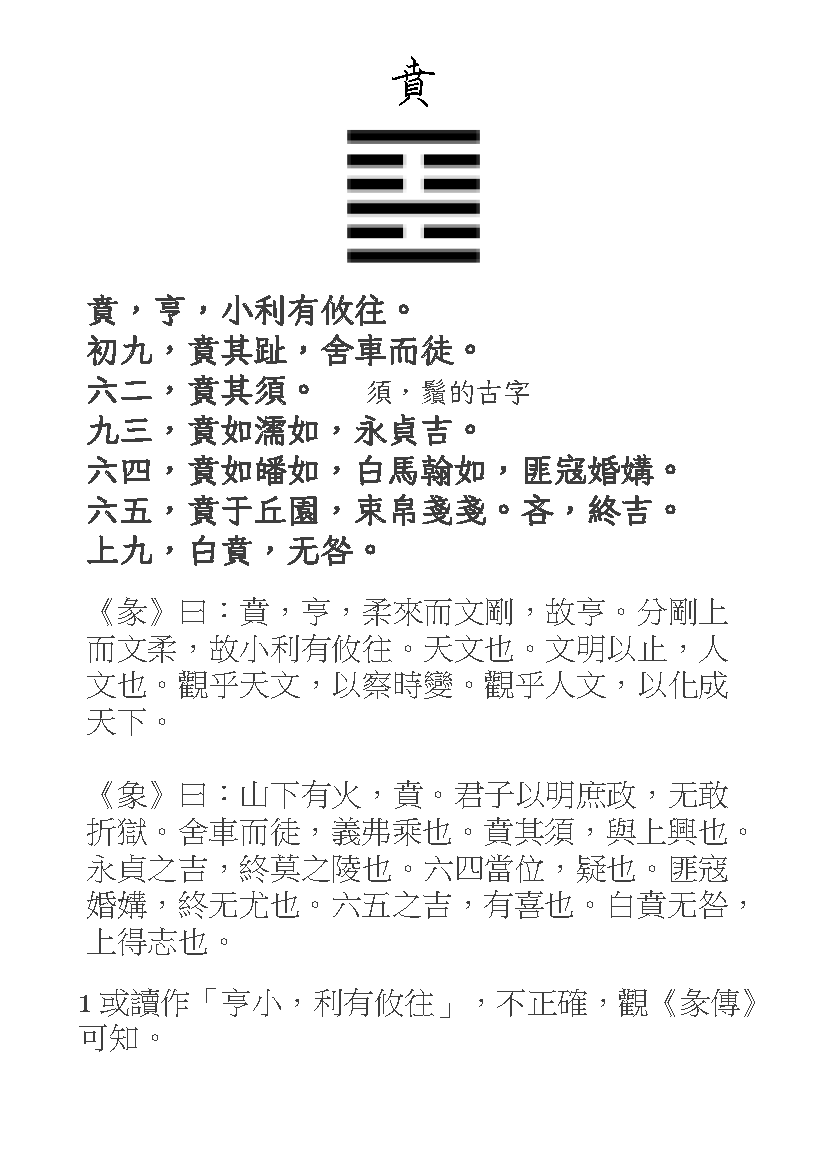 賁
賁，亨，小利有攸往。
初九，賁其趾，舍車而徒。
六二，賁其須。 須，鬚的古字
九三，賁如濡如，永貞吉。
六四，賁如皤如，白馬翰如，匪寇婚媾。
六五，賁于丘園，束帛戔戔。吝，終吉。
上九，白賁，无咎。
《彖》曰：賁，亨，柔來而文剛，故亨。分剛上
而文柔，故小利有攸往。天文也。文明以止，人
文也。觀乎天文，以察時變。觀乎人文，以化成
天下。
《象》曰：山下有火，賁。君子以明庶政，无敢
折獄。舍車而徒，義弗乘也。賁其須，與上興也。
永貞之吉，終莫之陵也。六四當位，疑也。匪寇
婚媾，終无尤也。六五之吉，有喜也。白賁无咎，
上得志也。
1 或讀作「亨小，利有攸往」，不正確，觀《彖傳》
可知。